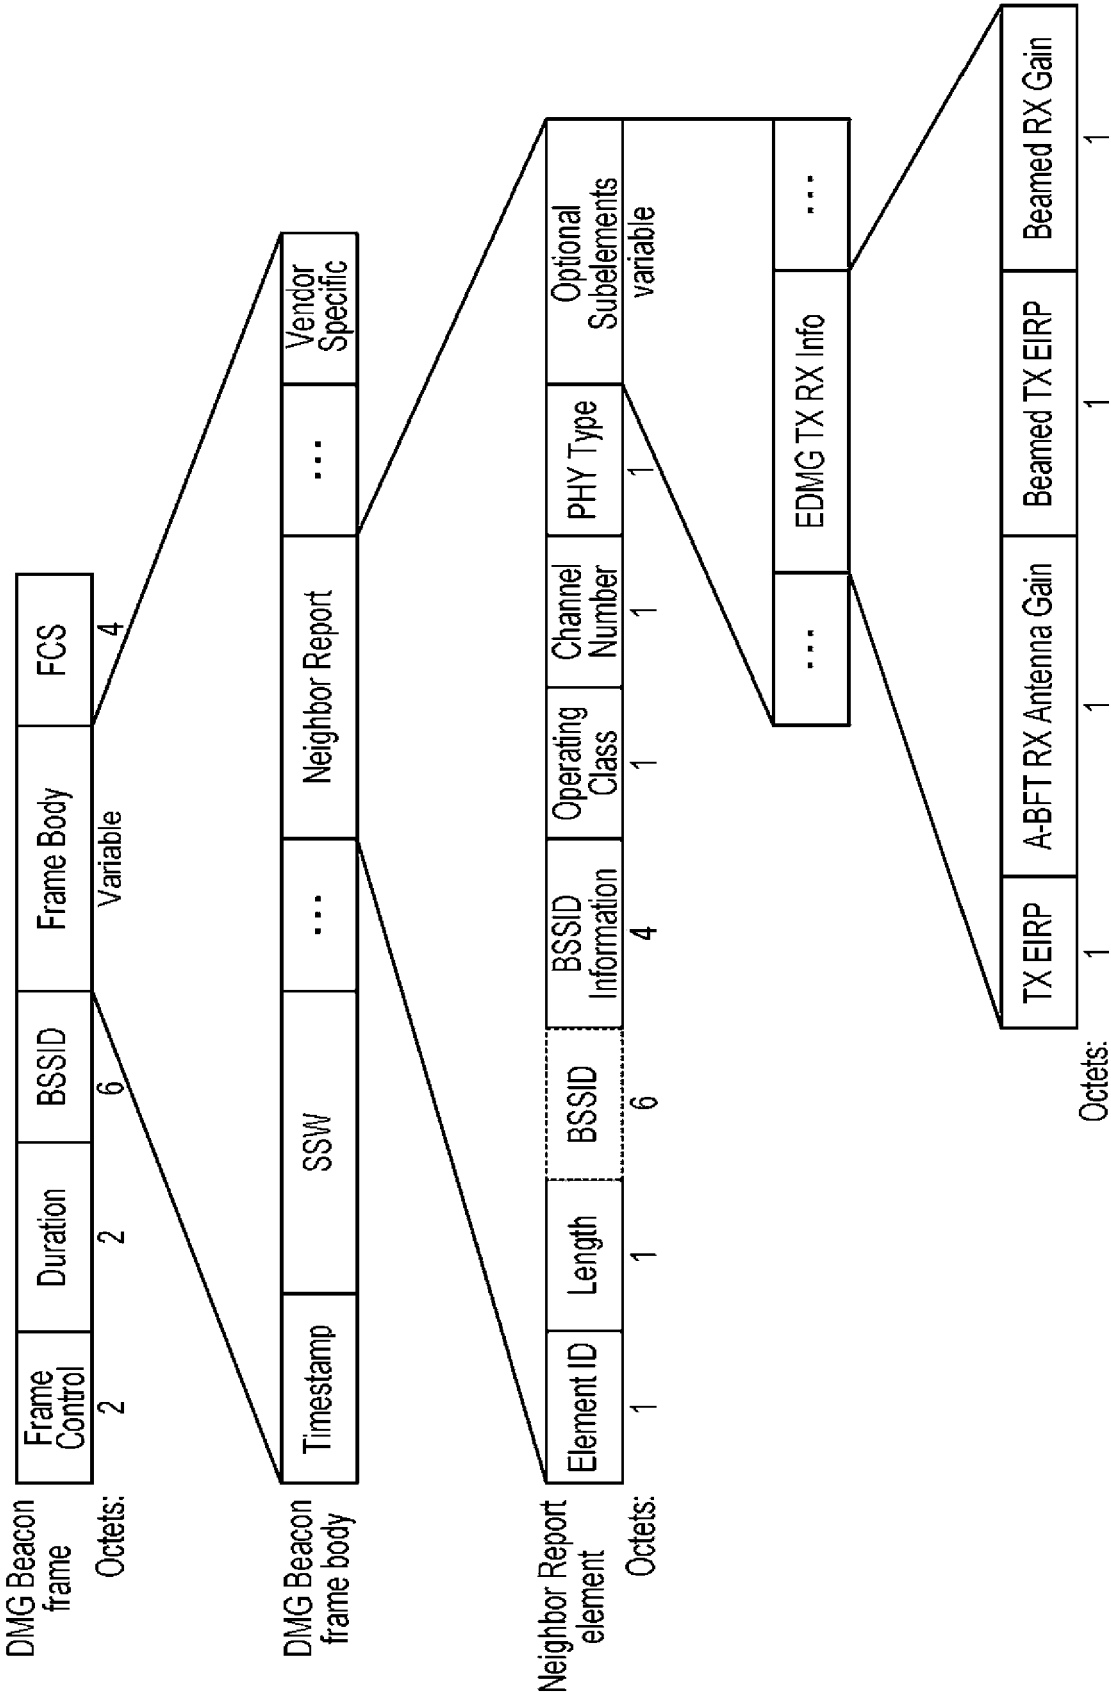 DMG Beacon
frame
Frame
Control
Duration
BSSID
Frame Body
FCS
Octets:
2
2
6
Variable
4
DMG Beacon
frame body
Timestamp
SSW
...
Neighbor Report
...
Vendor
Specific
Neighbor Report
element
Element ID
Length
BSSID
BSSID
Information
Operating
Class
Channel
Number
PHY Type
Optional
Subelements
Octets:
1
1
6
4
1
1
1
variable
...
EDMG TX RX Info
...
TX EIRP
A-BFT RX Antenna Gain
Beamed TX EIRP
Beamed RX Gain
Octets:
1
1
1
1